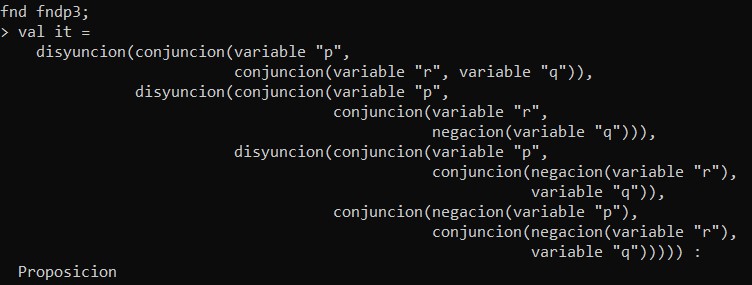 fnd fndp3;
> val it =
    disyuncion(conjuncion(variable "p",
                          conjuncion(variable "r", variable "q")),
               disyuncion(conjuncion(variable "p",
                                     conjuncion(variable "r",
                                                negacion(variable "q"))),
                          disyuncion(conjuncion(variable "p",
                                                conjuncion(negacion(variable "r"),
                                                           variable "q")),
                                     conjuncion(negacion(variable "p"),
                                                conjuncion(negacion(variable "r"),
                                                           variable "q"))))) :
  Proposicion